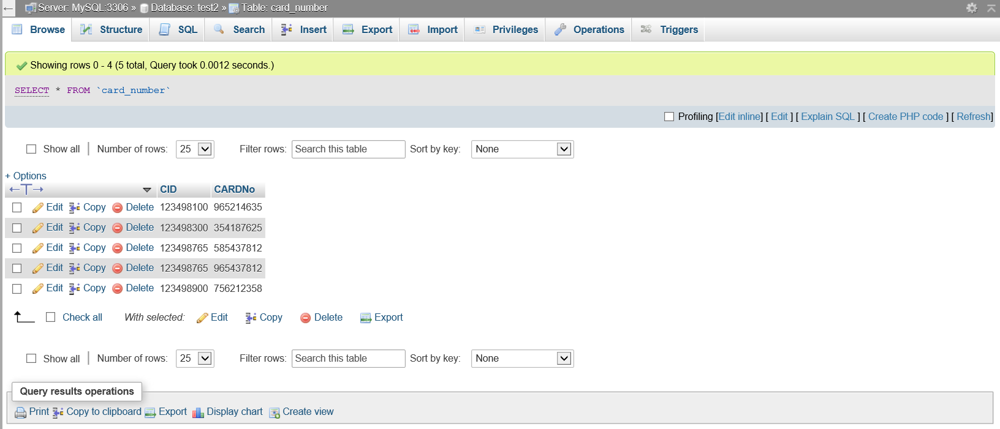 Server: MySQL:3306 » Database: test2 » Table: card_number
Browse Structure SQL Search Insert Export Import Privileges Operations Triggers
Showing rows 0 - 4 (5 total, Query took 0.0012 seconds.)
SELECT * FROM `card_number`
Profiling [Edit inline] [ Edit ] [ Explain SQL ] [ Create PHP code ] [ Refresh]
Show all | Number of rows: 25 Filter rows: Search this table Sort by key: None
+ Options
←T→ CID CARDNo
Edit Copy Delete 123498100 965214635
Edit Copy Delete 123498300 354187625
Edit Copy Delete 123498765 585437812
Edit Copy Delete 123498765 965437812
Edit Copy Delete 123498900 756212358
Check all With selected: Edit Copy Delete Export
Show all | Number of rows: 25 Filter rows: Search this table Sort by key: None
Query results operations
Print Copy to clipboard Export Display chart Create view